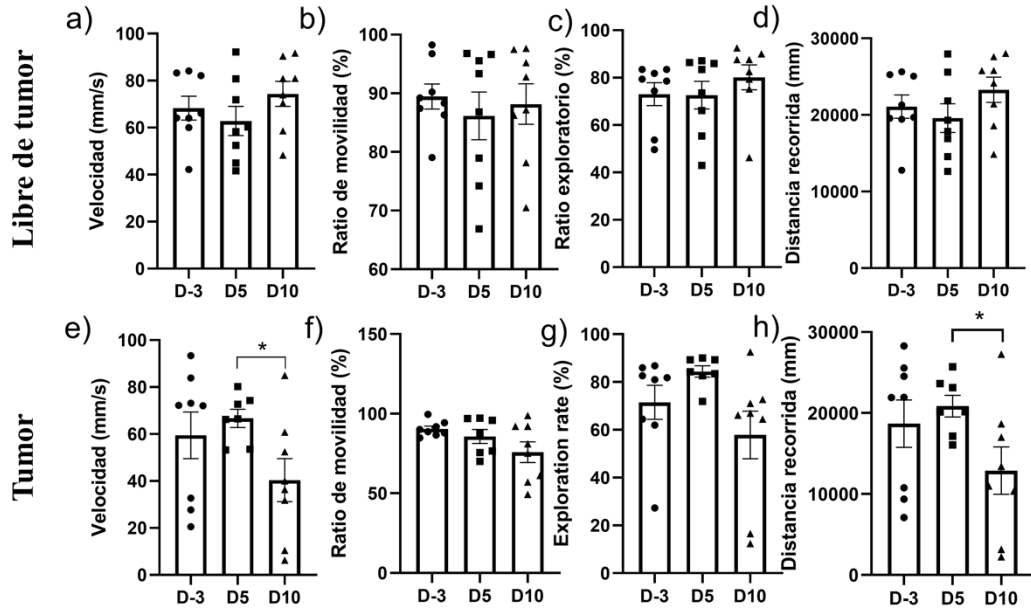 Libre de tumor
a)
Velocidad (mm/s)
100
80
60
40
20
0
D-3 D5 D10
b)
Ratio de movilidad (%)
100
90
80
70
60
D-3 D5 D10
c)
Ratio exploratorio (%)
100
80
60
40
20
0
D-3 D5 D10
d)
Distancia recorrida (mm)
30000
20000
10000
0
D-3 D5 D10
Tumor
e)
Velocidad (mm/s)
100
80
60
40
20
0
*
D-3 D5 D10
f)
Ratio de movilidad (%)
150
100
50
0
D-3 D5 D10
g)
Exploration rate (%)
100
80
60
40
20
0
D-3 D5 D10
h)
Distancia recorrida (mm)
30000
20000
10000
0
*
D-3 D5 D10